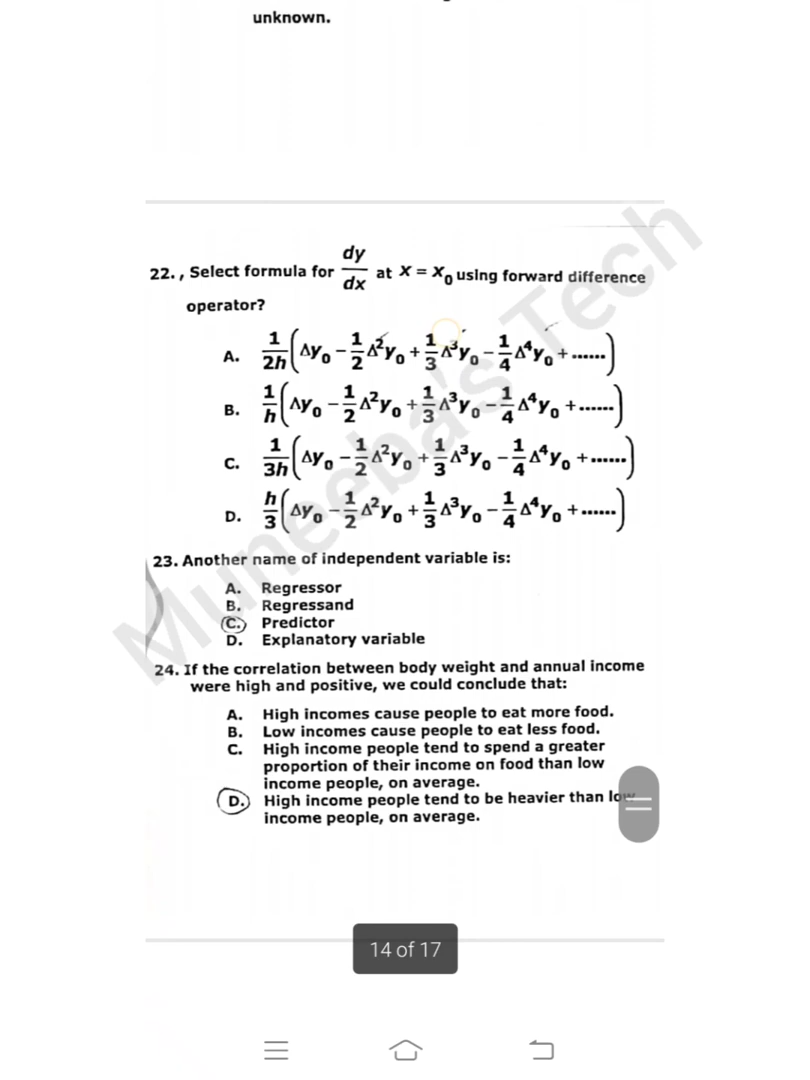 unknown.
22. , Select formula for dy/dx at x = x₀ using forward difference
operator?
A. 1/2h (Δy₀ − 1/2 Δ²y₀ + 1/3 Δ³y₀ − 1/4 Δ⁴y₀ + ......)
B. 1/h (Δy₀ − 1/2 Δ²y₀ + 1/3 Δ³y₀ − 1/4 Δ⁴y₀ + ......)
C. 1/3h (Δy₀ − 1/2 Δ²y₀ + 1/3 Δ³y₀ − 1/4 Δ⁴y₀ + ......)
D. h/3 (Δy₀ − 1/2 Δ²y₀ + 1/3 Δ³y₀ − 1/4 Δ⁴y₀ + ......)
23. Another name of independent variable is:
A. Regressor
B. Regressand
C. Predictor
D. Explanatory variable
24. If the correlation between body weight and annual income
were high and positive, we could conclude that:
A. High incomes cause people to eat more food.
B. Low incomes cause people to eat less food.
C. High income people tend to spend a greater
proportion of their income on food than low
income people, on average.
D. High income people tend to be heavier than low
income people, on average.
Muneeba's Tech
14 of 17